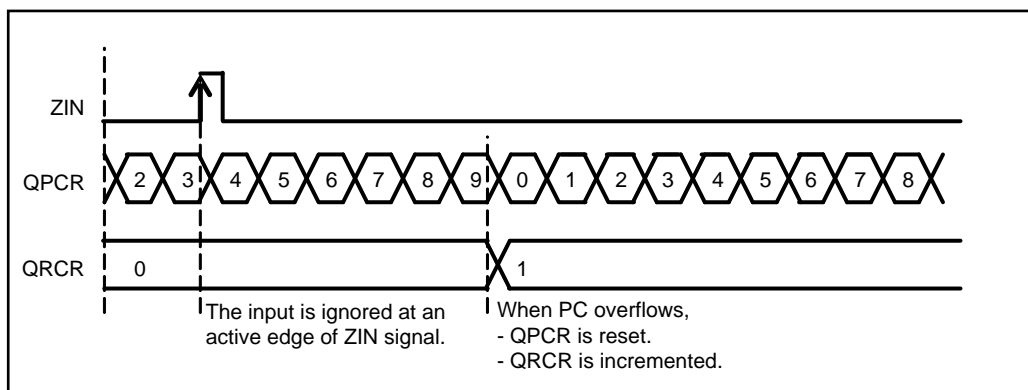 ZIN
QPCR
2 3 4 5 6 7 8 9 0 1 2 3 4 5 6 7 8
QRCR
0 1
The input is ignored at an
active edge of ZIN signal.
When PC overflows,
- QPCR is reset.
- QRCR is incremented.